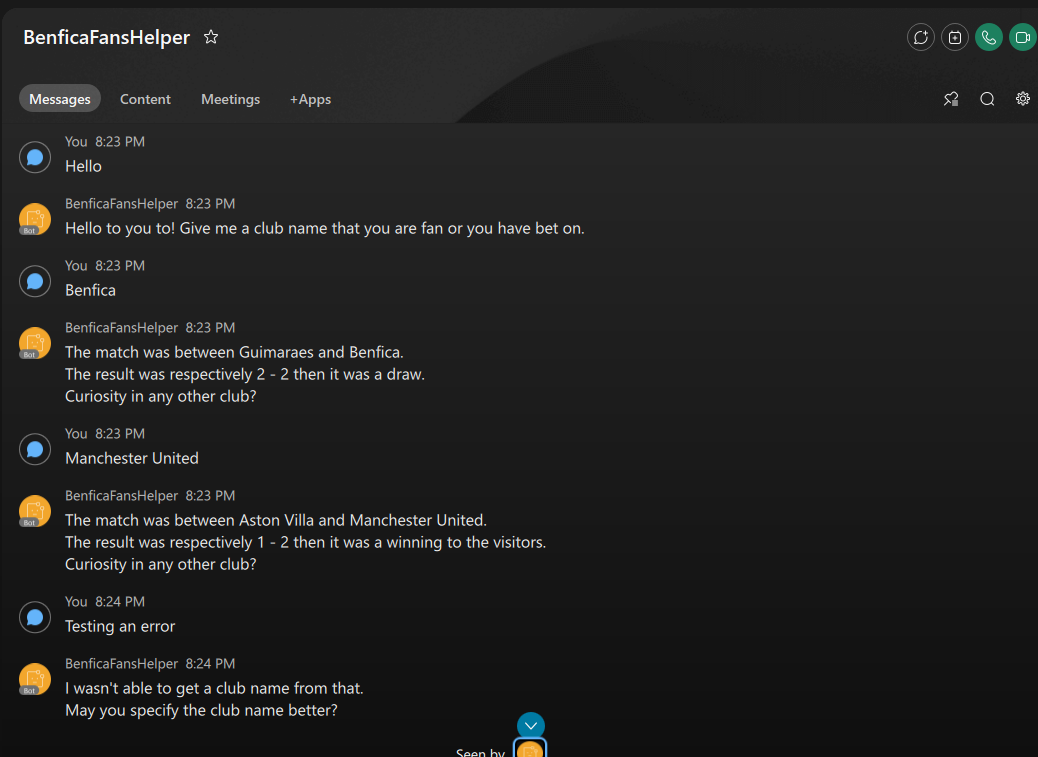 BenficaFansHelper
Messages Content Meetings +Apps
You 8:23 PM
Hello
BenficaFansHelper 8:23 PM
Bot
Hello to you to! Give me a club name that you are fan or you have bet on.
You 8:23 PM
Benfica
BenficaFansHelper 8:23 PM
Bot
The match was between Guimaraes and Benfica.
The result was respectively 2 - 2 then it was a draw.
Curiosity in any other club?
You 8:23 PM
Manchester United
BenficaFansHelper 8:23 PM
Bot
The match was between Aston Villa and Manchester United.
The result was respectively 1 - 2 then it was a winning to the visitors.
Curiosity in any other club?
You 8:24 PM
Testing an error
BenficaFansHelper 8:24 PM
Bot
I wasn't able to get a club name from that.
May you specify the club name better?
Seen by